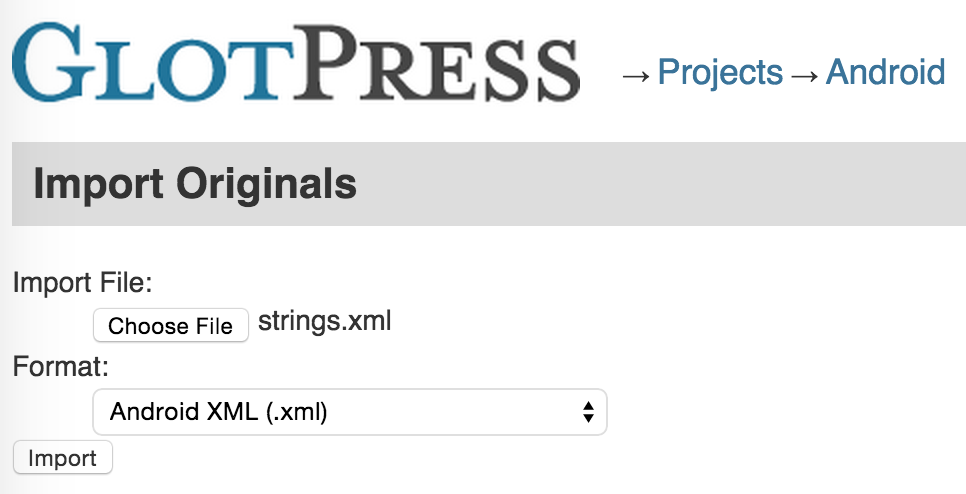 GLOTPRESS → Projects → Android
Import Originals
Import File:
Choose File strings.xml
Format:
Android XML (.xml)
Import